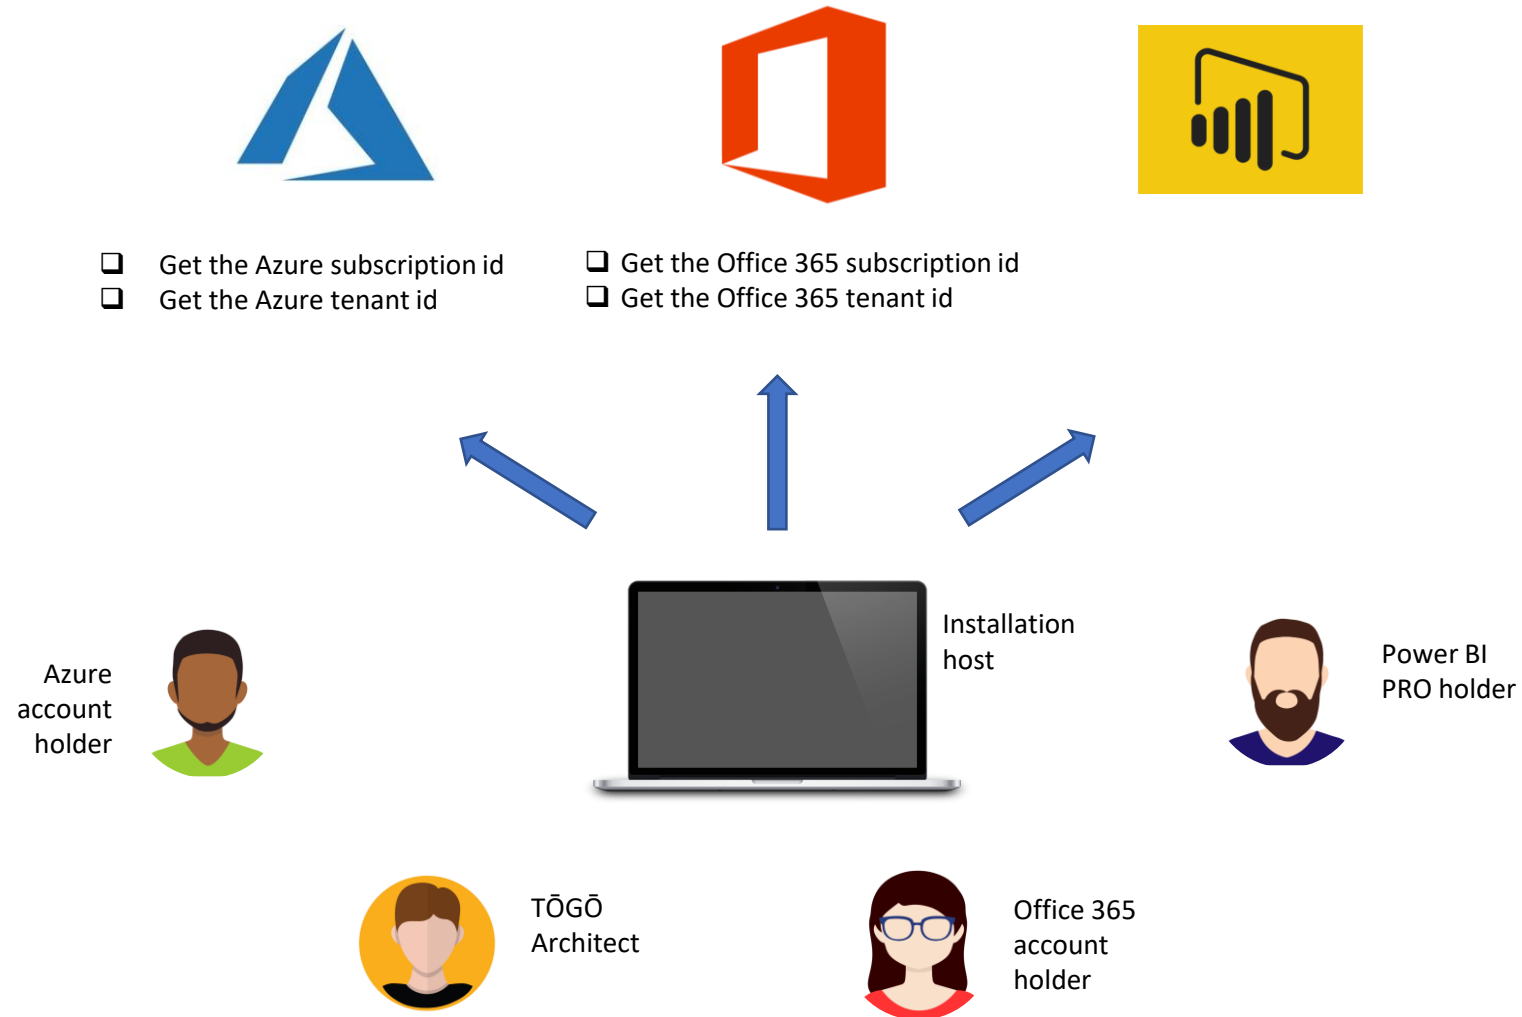 Get the Azure subscription id
Get the Azure tenant id
Get the Office 365 subscription id
Get the Office 365 tenant id
Installation
host
Azure
account
holder
Power BI
PRO holder
TŌGŌ
Architect
Office 365
account
holder